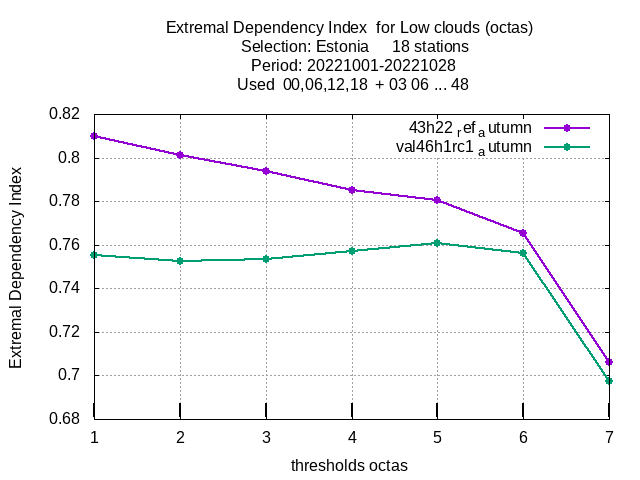 Extremal Dependency Index  for Low clouds (octas)
Selection: Estonia     18 stations
Period: 20221001-20221028
Used  00,06,12,18  + 03 06 ... 48
43h22 ref autumn
val46h1rc1 autumn
Extremal Dependency Index
0.82
0.8
0.78
0.76
0.74
0.72
0.7
0.68
1 2 3 4 5 6 7
thresholds octas